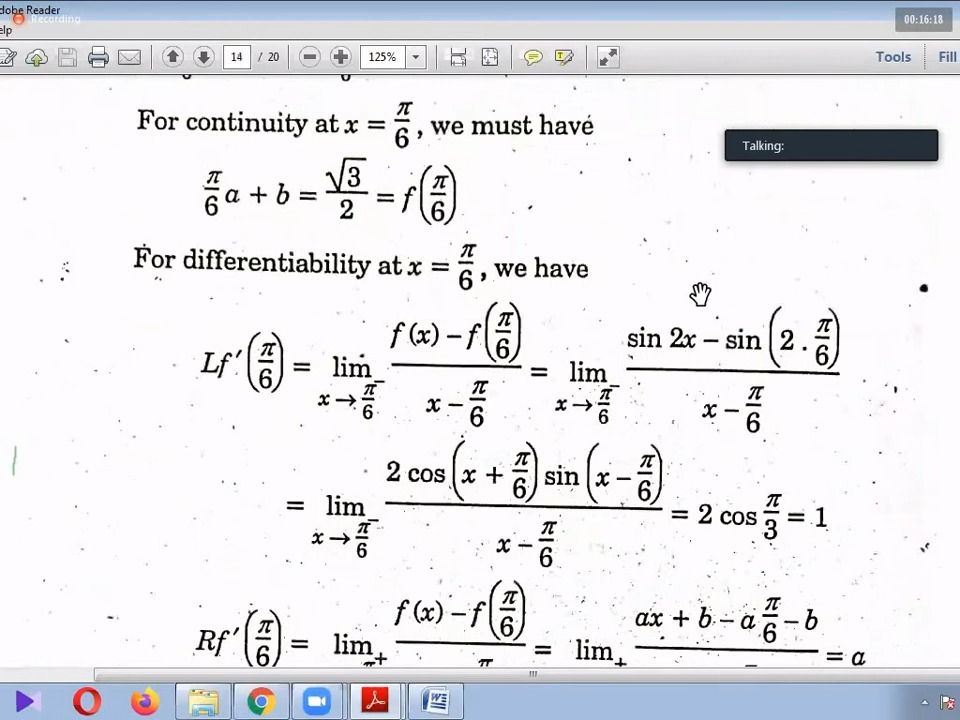 dobe Reader
Recording
00:16:18
elp
14 / 20
125%
Tools
Fill
For continuity at x = π/6, we must have
Talking:
π/6 a + b = √3/2 = f(π/6)
For differentiability at x = π/6, we have
Lf′(π/6) = lim x→π/6⁻ (f(x) – f(π/6))/(x – π/6) = lim x→π/6⁻ (sin 2x – sin(2 . π/6))/(x – π/6)
= lim x→π/6⁻ (2 cos(x + π/6) sin(x – π/6))/(x – π/6) = 2 cos π/3 = 1
Rf′(π/6) = lim + f(x) – f(π/6) = lim + ax + b – a π/6 – b = a